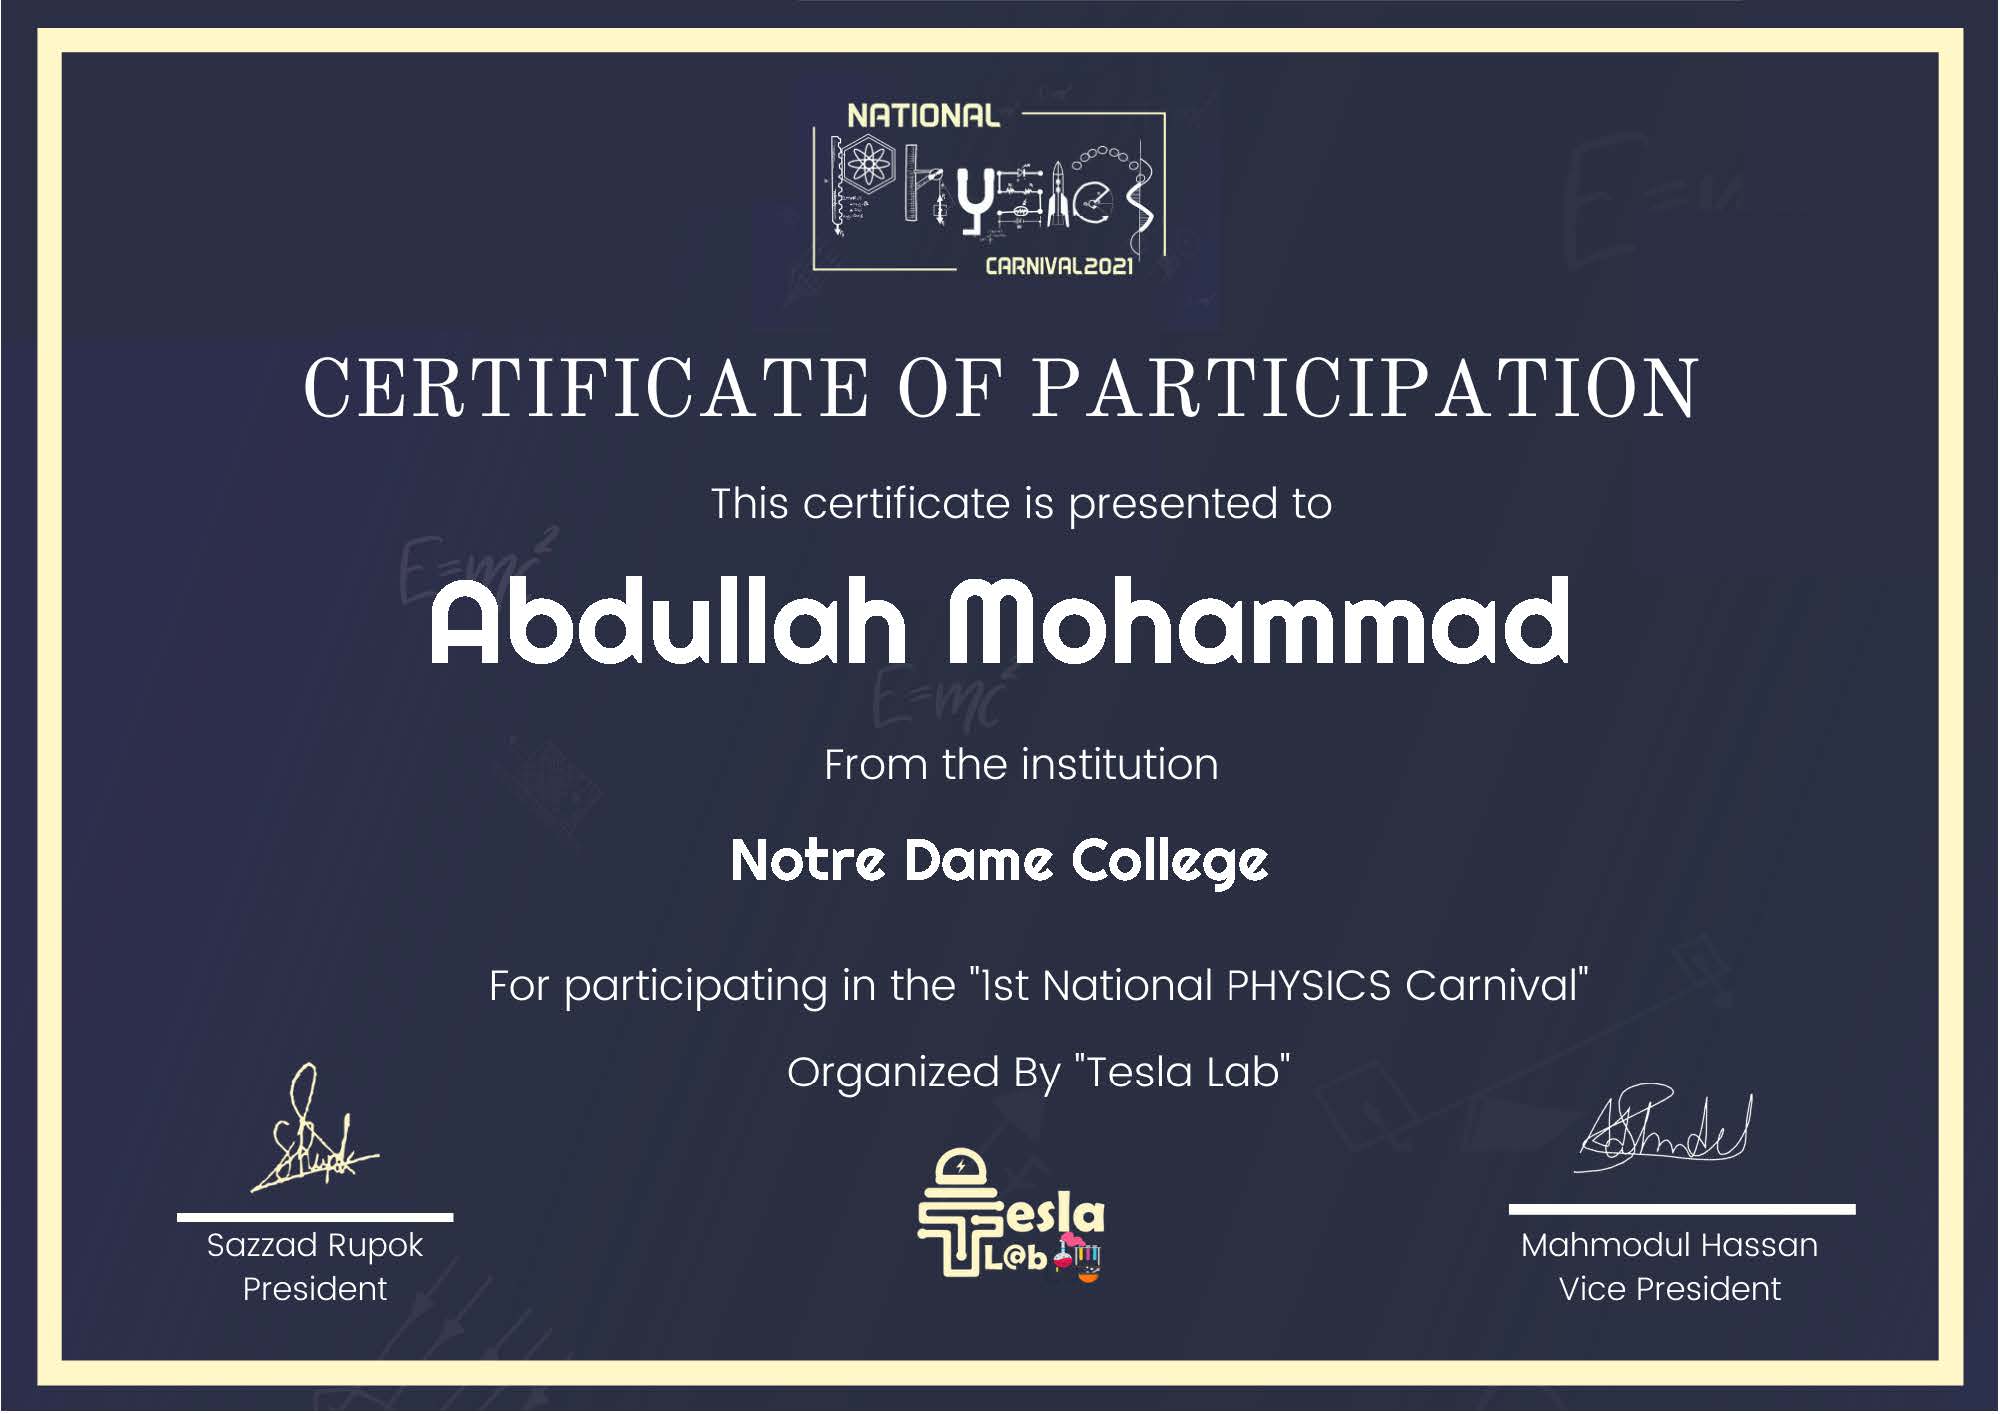 NATIONAL
Physics
CARNIVAL2021
CERTIFICATE OF PARTICIPATION
This certificate is presented to
E=mc²
Abdullah Mohammad
E=mc²
From the institution
Notre Dame College
For participating in the "1st National PHYSICS Carnival"
Organized By "Tesla Lab"
Tesla
L@b
Sazzad Rupok
President
Mahmodul Hassan
Vice President